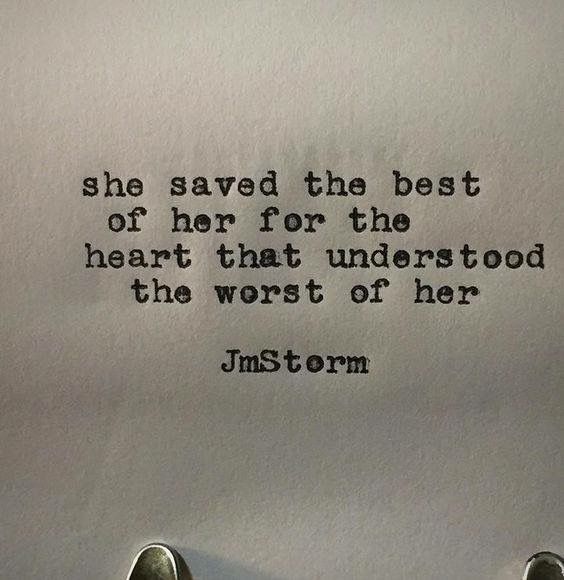 she saved the best
of her for the
heart that understood
the worst of her
JmStorm